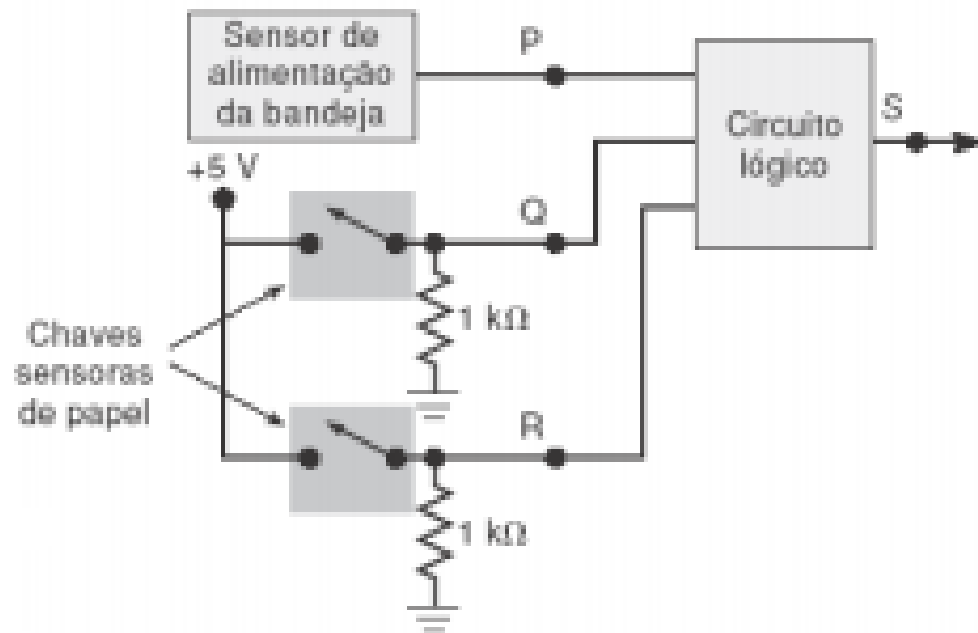 Sensor de
alimentação
da bandeja
P
Circuito
lógico
S
+5 V
Q
1 kΩ
Chaves
sensoras
de papel
R
1 kΩ